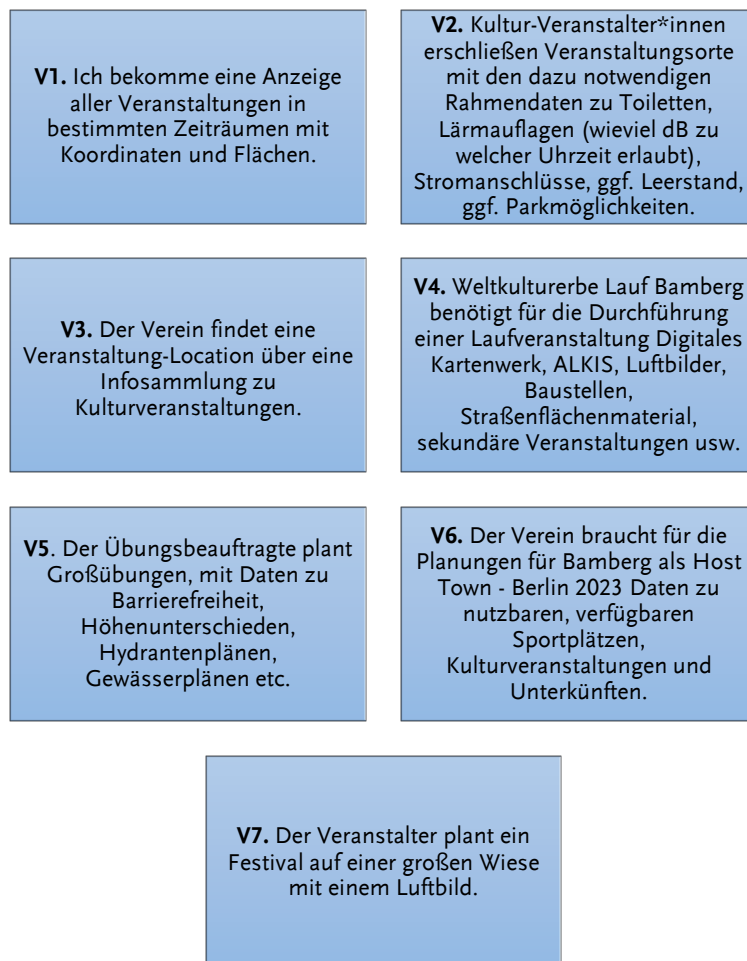 V1. Ich bekomme eine Anzeige
aller Veranstaltungen in
bestimmten Zeiträumen mit
Koordinaten und Flächen.
V2. Kultur-Veranstalter*innen
erschließen Veranstaltungsorte
mit den dazu notwendigen
Rahmendaten zu Toiletten,
Lärmauflagen (wieviel dB zu
welcher Uhrzeit erlaubt),
Stromanschlüsse, ggf. Leerstand,
ggf. Parkmöglichkeiten.
V3. Der Verein findet eine
Veranstaltung-Location über eine
Infosammlung zu
Kulturveranstaltungen.
V4. Weltkulturerbe Lauf Bamberg
benötigt für die Durchführung
einer Laufveranstaltung Digitales
Kartenwerk, ALKIS, Luftbilder,
Baustellen,
Straßenflächenmaterial,
sekundäre Veranstaltungen usw.
V5. Der Übungsbeauftragte plant
Großübungen, mit Daten zu
Barrierefreiheit,
Höhenunterschieden,
Hydrantenplänen,
Gewässerplänen etc.
V6. Der Verein braucht für die
Planungen für Bamberg als Host
Town - Berlin 2023 Daten zu
nutzbaren, verfügbaren
Sportplätzen,
Kulturveranstaltungen und
Unterkünften.
V7. Der Veranstalter plant ein
Festival auf einer großen Wiese
mit einem Luftbild.